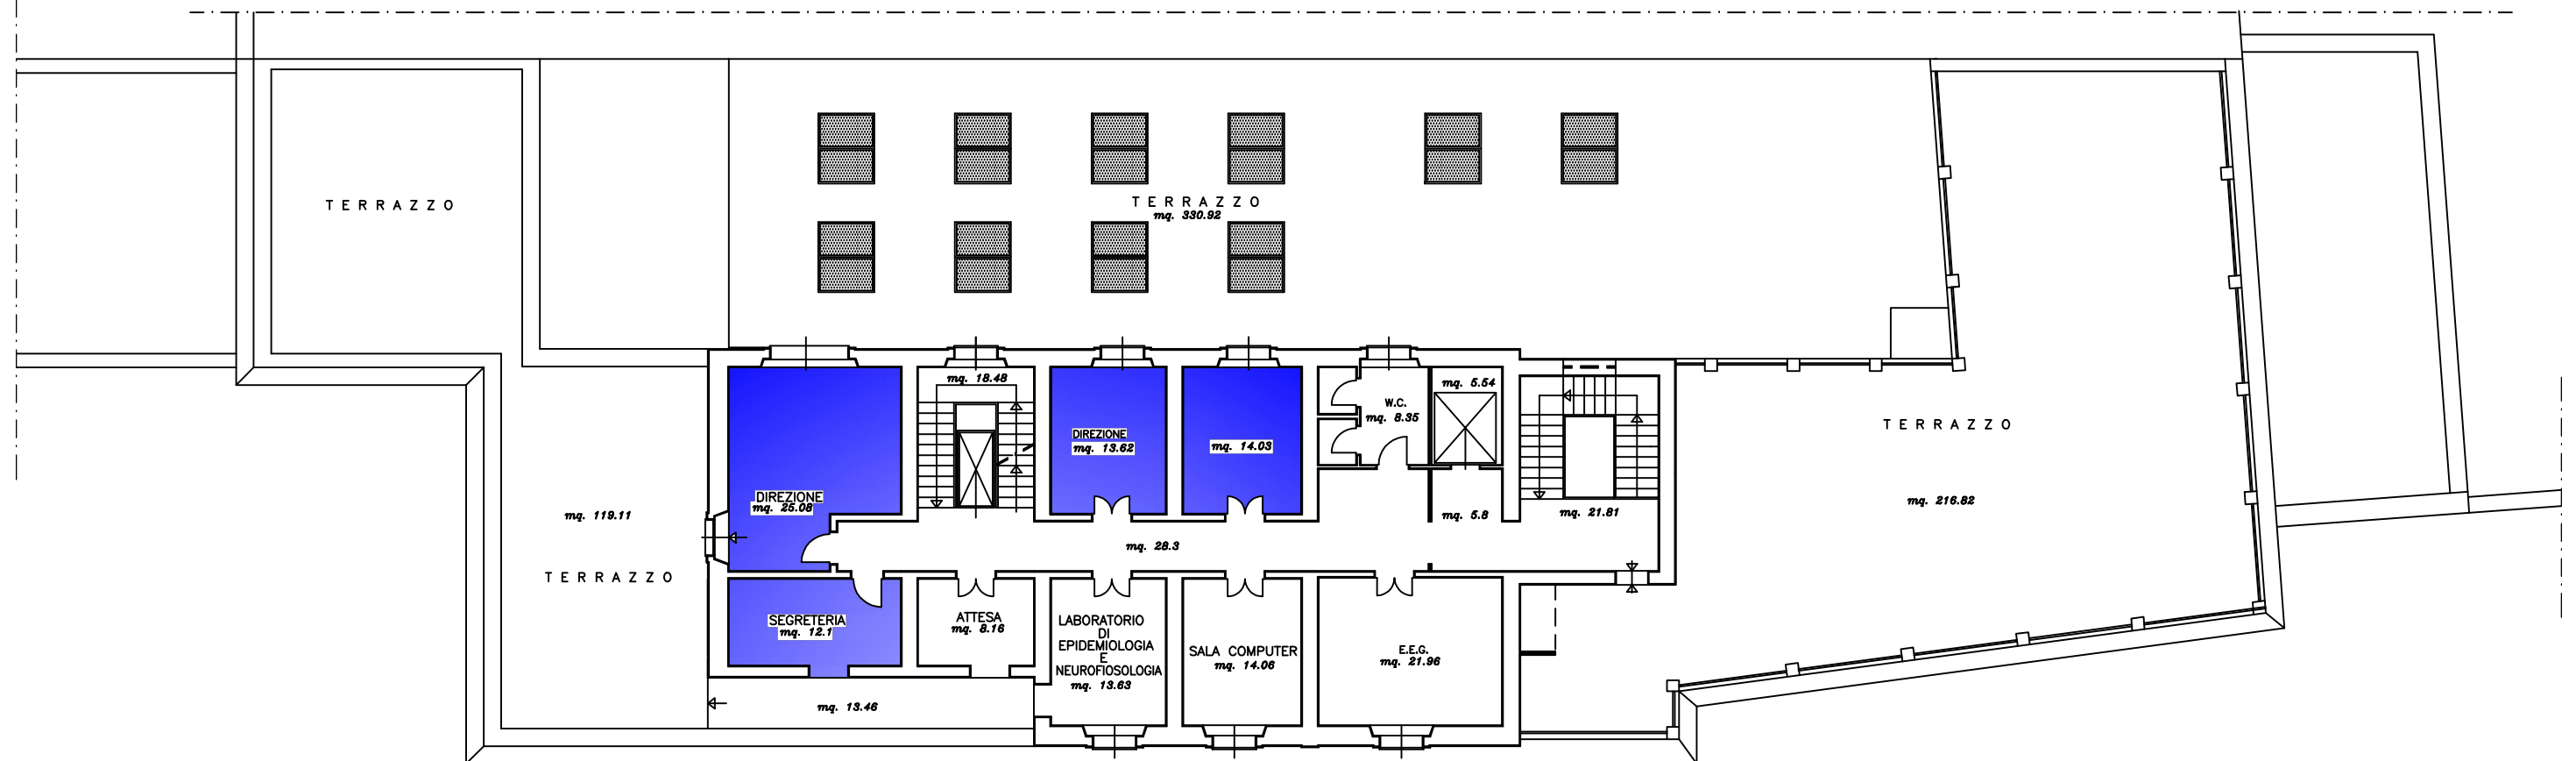 TERRAZZO
TERRAZZO
mq. 330.92
mq. 18.48
mq. 5.54
W.C.
mq. 8.35
DIREZIONE
mq. 13.62
mq. 14.03
TERRAZZO
DIREZIONE
mq. 25.08
mq. 119.11
mq. 5.8
mq. 21.81
mq. 216.82
mq. 28.3
TERRAZZO
SEGRETERIA
mq. 12.1
ATTESA
mq. 8.16
LABORATORIO
DI
EPIDEMIOLOGIA
E
NEUROFIOSOLOGIA
mq. 13.63
SALA COMPUTER
mq. 14.06
E.E.G.
mq. 21.96
mq. 13.46